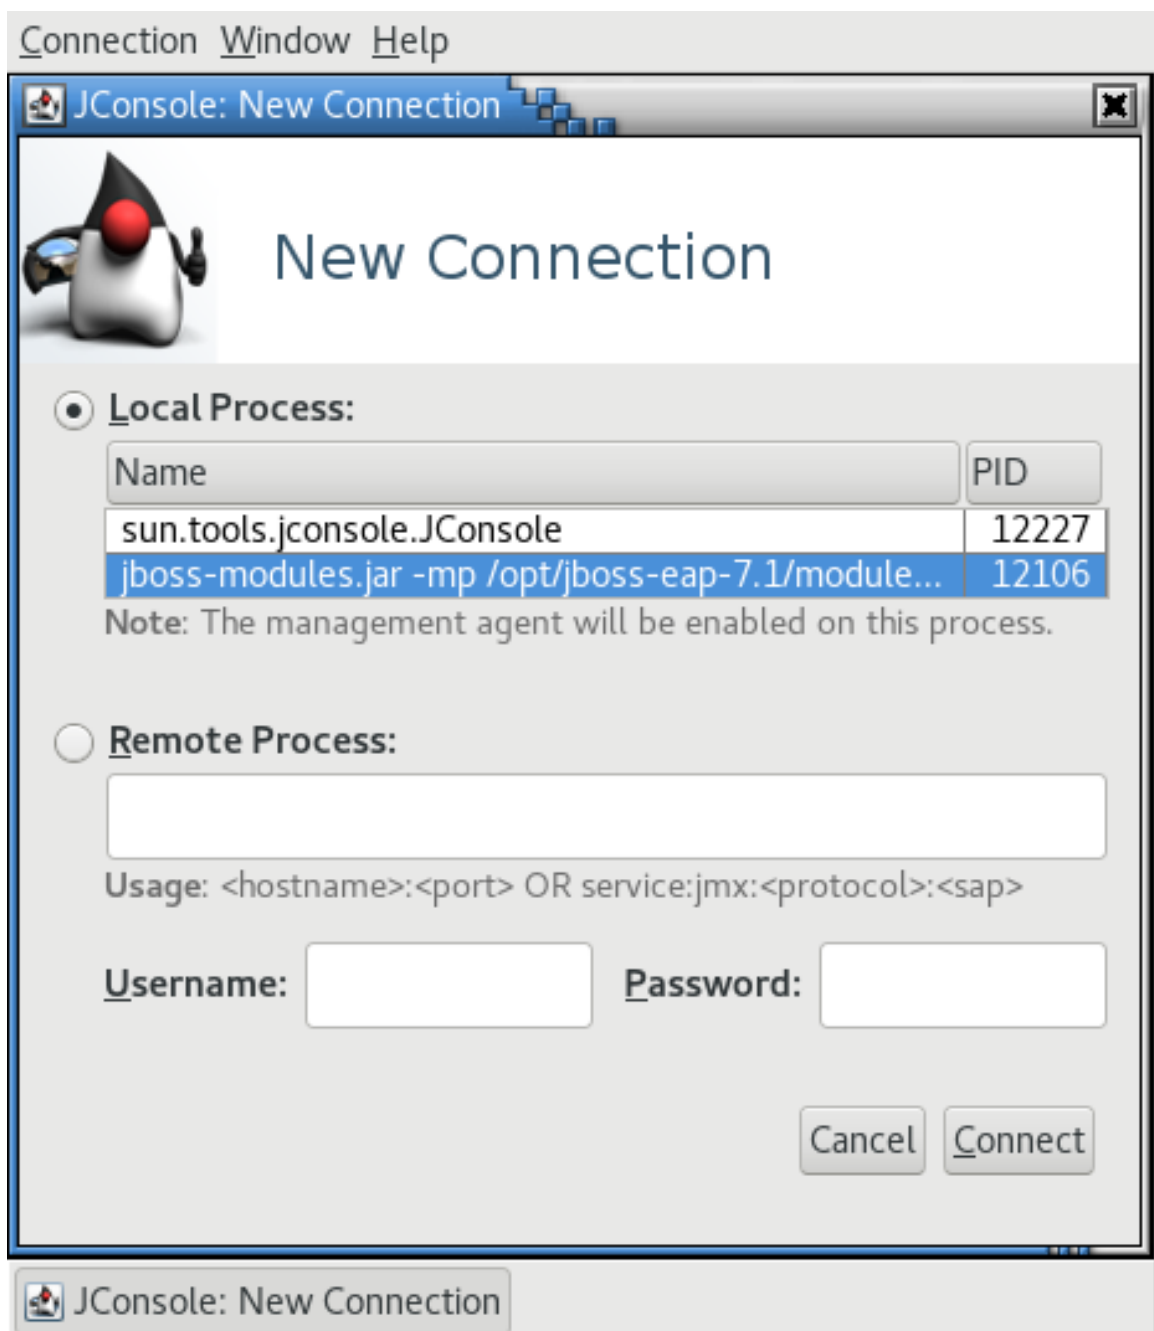 Connection Window Help
JConsole: New Connection
New Connection
Local Process:
Name PID
sun.tools.jconsole.JConsole 12227
jboss-modules.jar -mp /opt/jboss-eap-7.1/module... 12106
Note: The management agent will be enabled on this process.
Remote Process:
Usage: <hostname>:<port> OR service:jmx:<protocol>:<sap>
Username: Password:
Cancel Connect
JConsole: New Connection